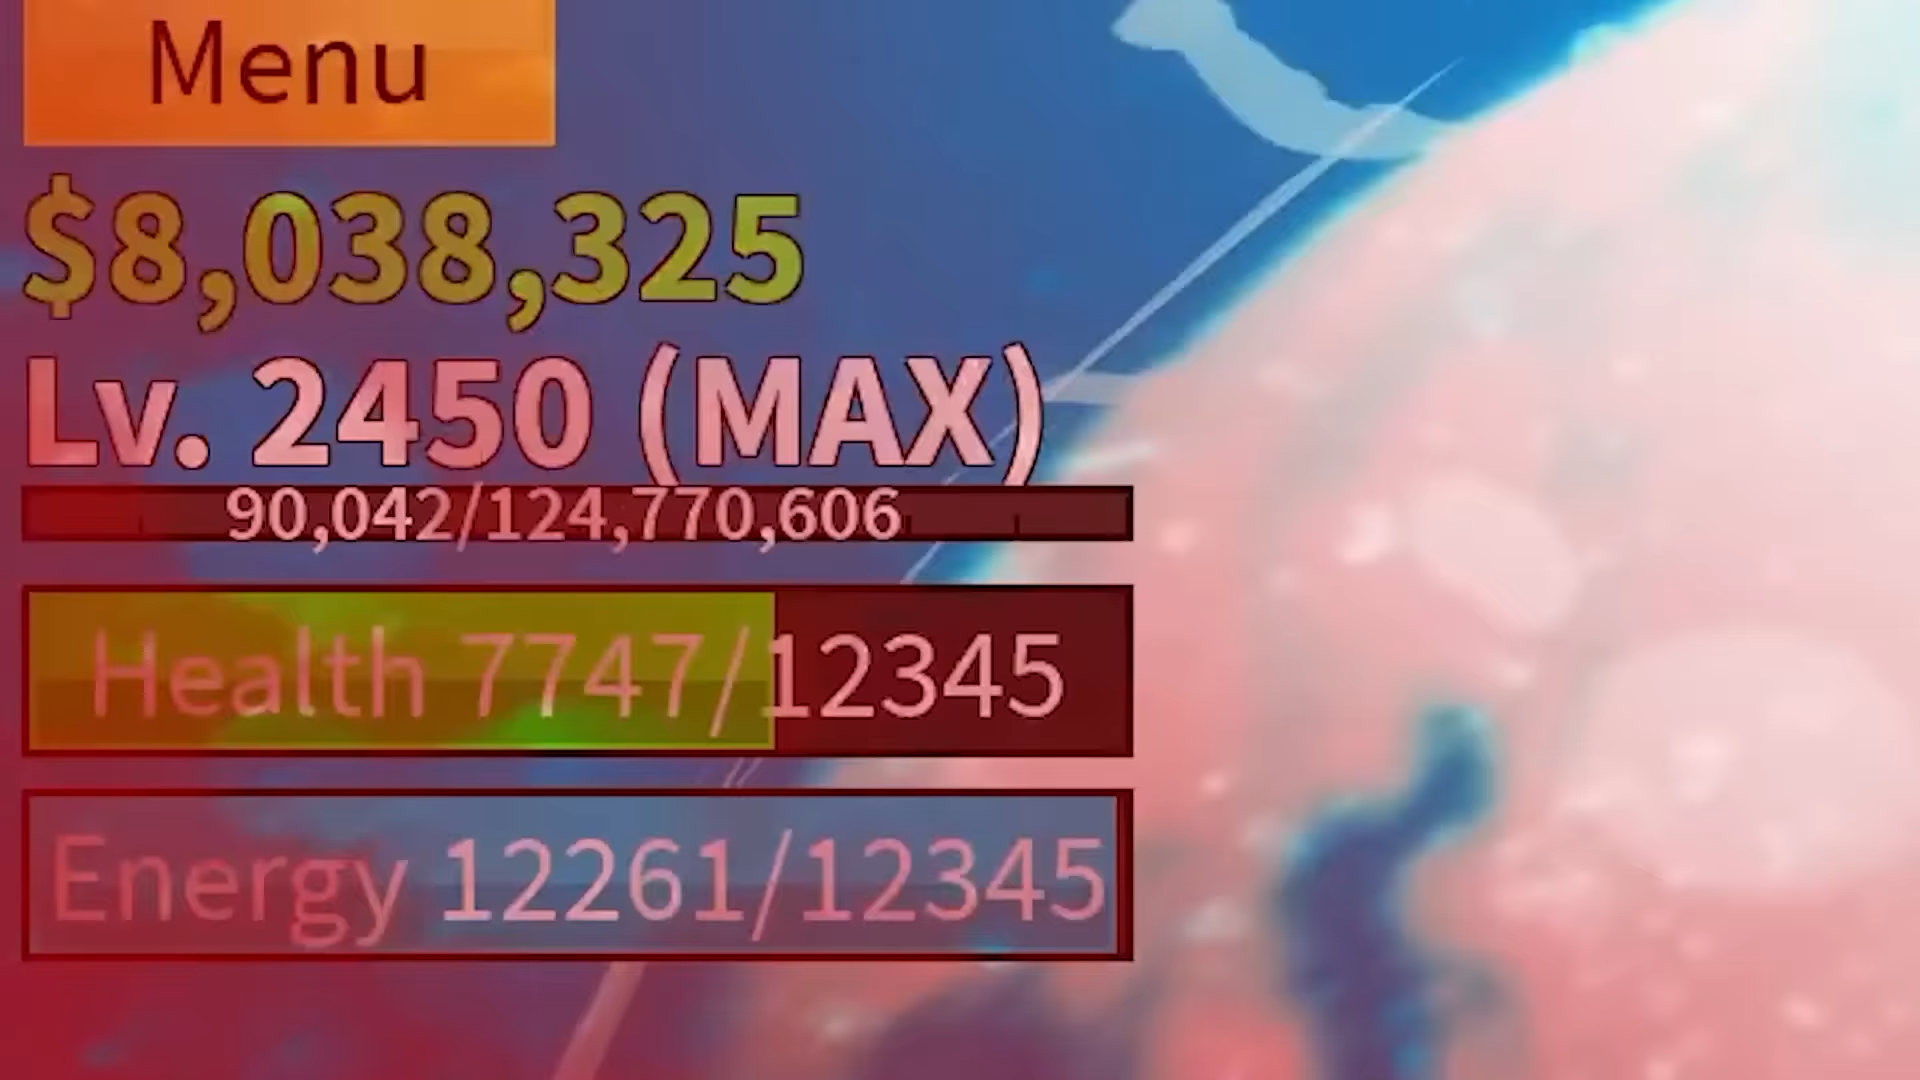 Menu
$8,038,325
Lv. 2450 (MAX)
90,042/124,770,606
Health 7747/12345
Energy 12261/12345